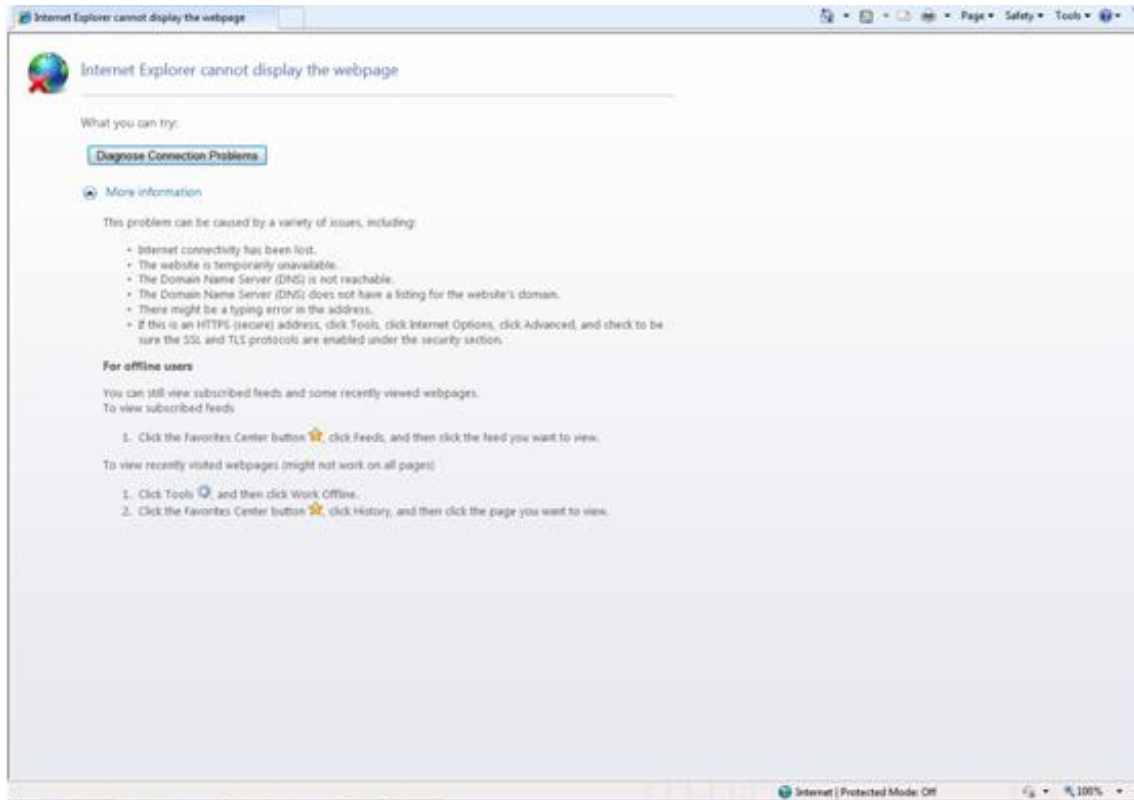 Internet Explorer cannot display the webpage
Page Safety Tools
Internet Explorer cannot display the webpage
What you can try:
Diagnose Connection Problems
More information
This problem can be caused by a variety of issues, including:
• Internet connectivity has been lost.
• The website is temporarily unavailable.
• The Domain Name Server (DNS) is not reachable.
• The Domain Name Server (DNS) does not have a listing for the website's domain.
• There might be a typing error in the address.
• If this is an HTTPS (secure) address, click Tools, click Internet Options, click Advanced, and check to be
sure the SSL and TLS protocols are enabled under the security section.
For offline users
You can still view subscribed feeds and some recently viewed webpages.
To view subscribed feeds
1. Click the Favorites Center button , click Feeds, and then click the feed you want to view.
To view recently visited webpages (might not work on all pages)
1. Click Tools , and then click Work Offline.
2. Click the Favorites Center button , click History, and then click the page you want to view.
Internet | Protected Mode: Off
100%